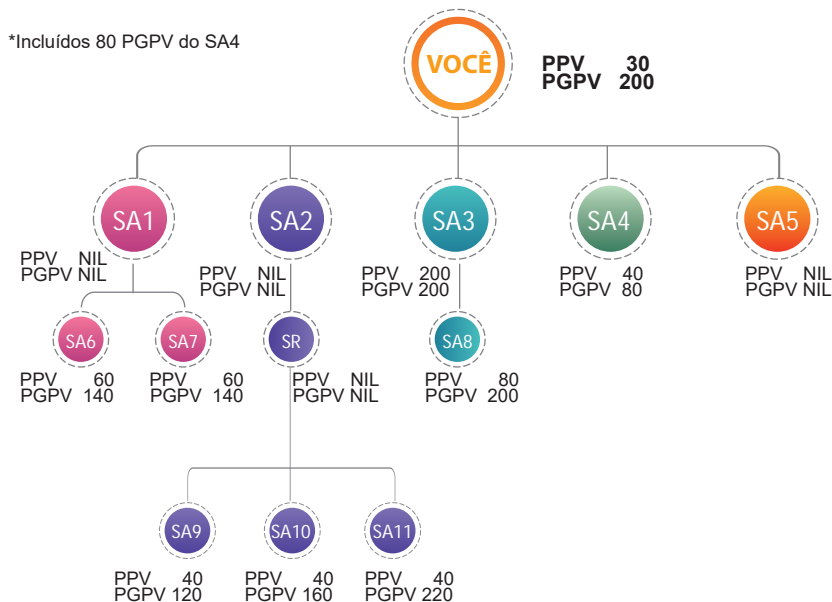 *Incluídos 80 PGPV do SA4
VOCÊ
PPV 30
PGPV 200
SA1
SA2
SA3
SA4
SA5
PPV NIL
PGPV NIL
PPV NIL
PGPV NIL
PPV 200
PGPV 200
PPV 40
PGPV 80
PPV NIL
PGPV NIL
SA6
SA7
SR
SA8
PPV 60
PGPV 140
PPV 60
PGPV 140
PPV NIL
PGPV NIL
PPV 80
PGPV 200
SA9
SA10
SA11
PPV 40
PGPV 120
PPV 40
PGPV 160
PPV 40
PGPV 220